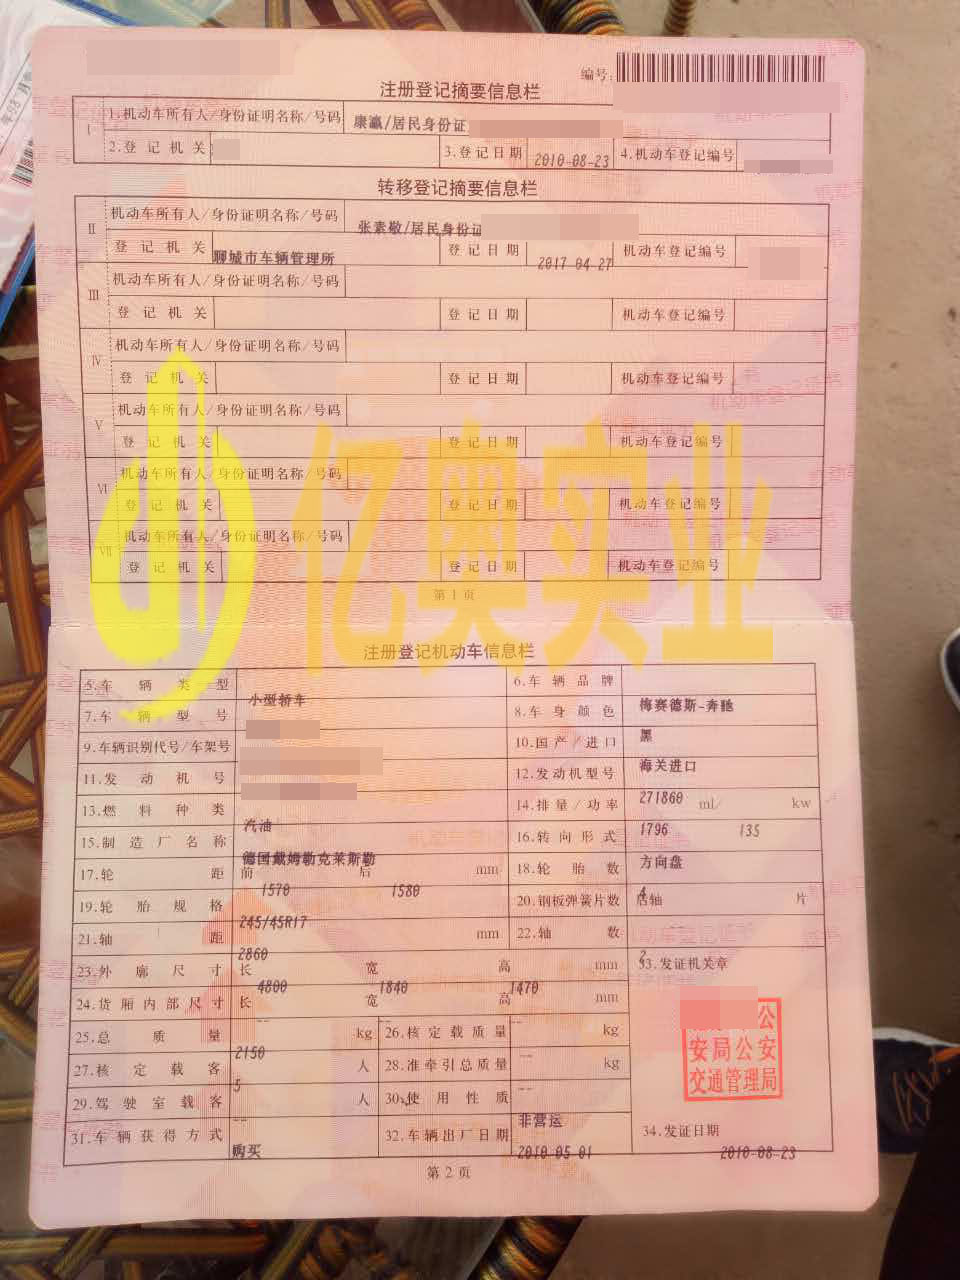 编号:
注册登记摘要信息栏
I 1.机动车所有人/身份证明名称/号码 康瀛/居民身份证
2.登记机关 3.登记日期 2010-08-23 4.机动车登记编号
转移登记摘要信息栏
II 机动车所有人/身份证明名称/号码 张素敬/居民身份证
登记机关 聊城市车辆管理所 登记日期 2017-04-27 机动车登记编号
III 机动车所有人/身份证明名称/号码
登记机关 登记日期 机动车登记编号
IV 机动车所有人/身份证明名称/号码
登记机关 登记日期 机动车登记编号
V 机动车所有人/身份证明名称/号码
登记机关 登记日期 机动车登记编号
VI 机动车所有人/身份证明名称/号码
登记机关 登记日期 机动车登记编号
VII 机动车所有人/身份证明名称/号码
登记机关 登记日期 机动车登记编号
第1页
亿奥实业
注册登记机动车信息栏
5.车辆类型 小型轿车 6.车辆品牌 梅赛德斯-奔驰
7.车辆型号 8.车身颜色 黑
9.车辆识别代号/车架号 10.国产/进口 海关进口
11.发动机号 12.发动机型号 271860
13.燃料种类 汽油 14.排量/功率 1796 ml/ 135 kw
15.制造厂名称 德国戴姆勒克莱斯勒 16.转向形式 方向盘
17.轮距 前 1570 后 1580 mm 18.轮胎数 4
19.轮胎规格 245/45R17 20.钢板弹簧片数 后轴 片
21.轴距 2860 mm 22.轴数 2
23.外廓尺寸 长 4800 宽 1840 高 1470 mm 33.发证机关章
24.货厢内部尺寸 长 -- 宽 -- 高 -- mm
25.总质量 2150 kg 26.核定载质量 -- kg
27.核定载客 5 人 28.准牵引总质量 -- kg
29.驾驶室载客 -- 人 30.使用性质 非营运
31.车辆获得方式 购买 32.车辆出厂日期 2010-05-01 34.发证日期 2010-08-23
公
安局公安
交通管理局
第2页